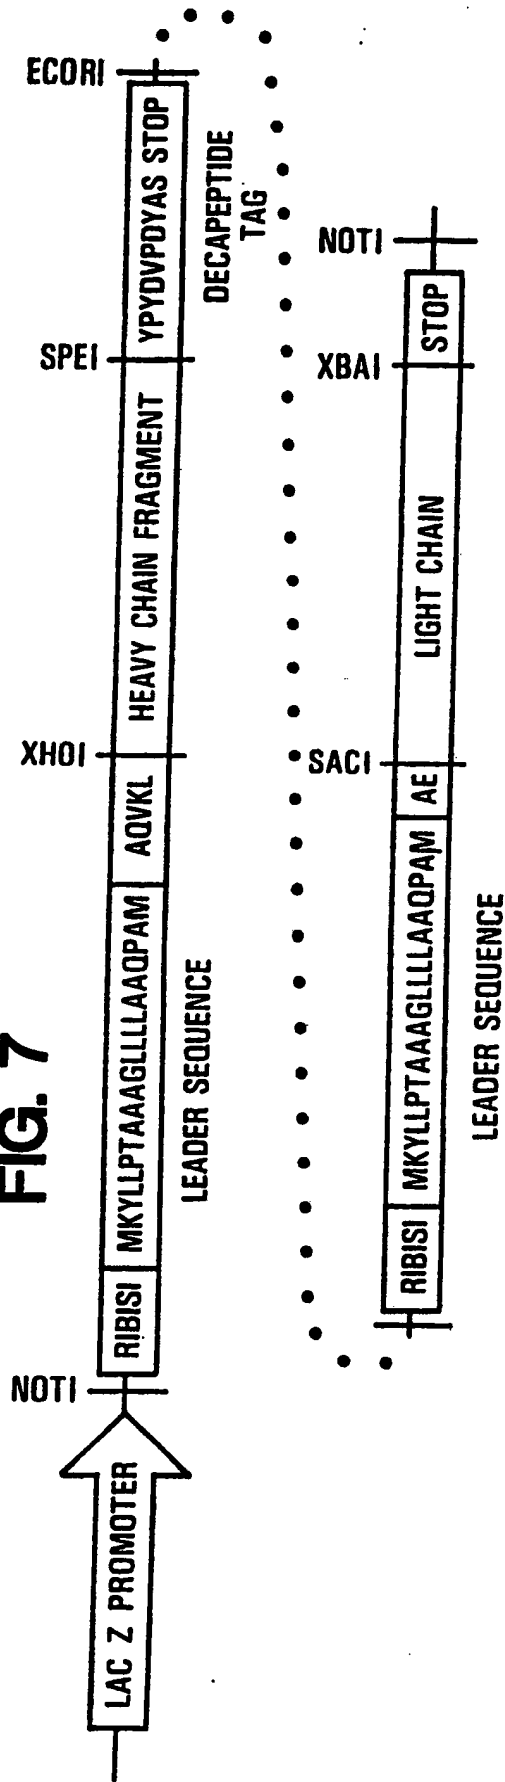 FIG. 7
LAC Z PROMOTER
NOTI
RIBISI
MKYLLPTAAAGLLLLAAQPAM
LEADER SEQUENCE
AQVKL
XHOI
HEAVY CHAIN FRAGMENT
SPEI
YPYDVPDYAS STOP
DECAPEPTIDE
TAG
ECORI
RIBISI
MKYLLPTAAAGLLLLAAQPAM
LEADER SEQUENCE
AE
SACI
LIGHT CHAIN
XBAI
STOP
NOTI